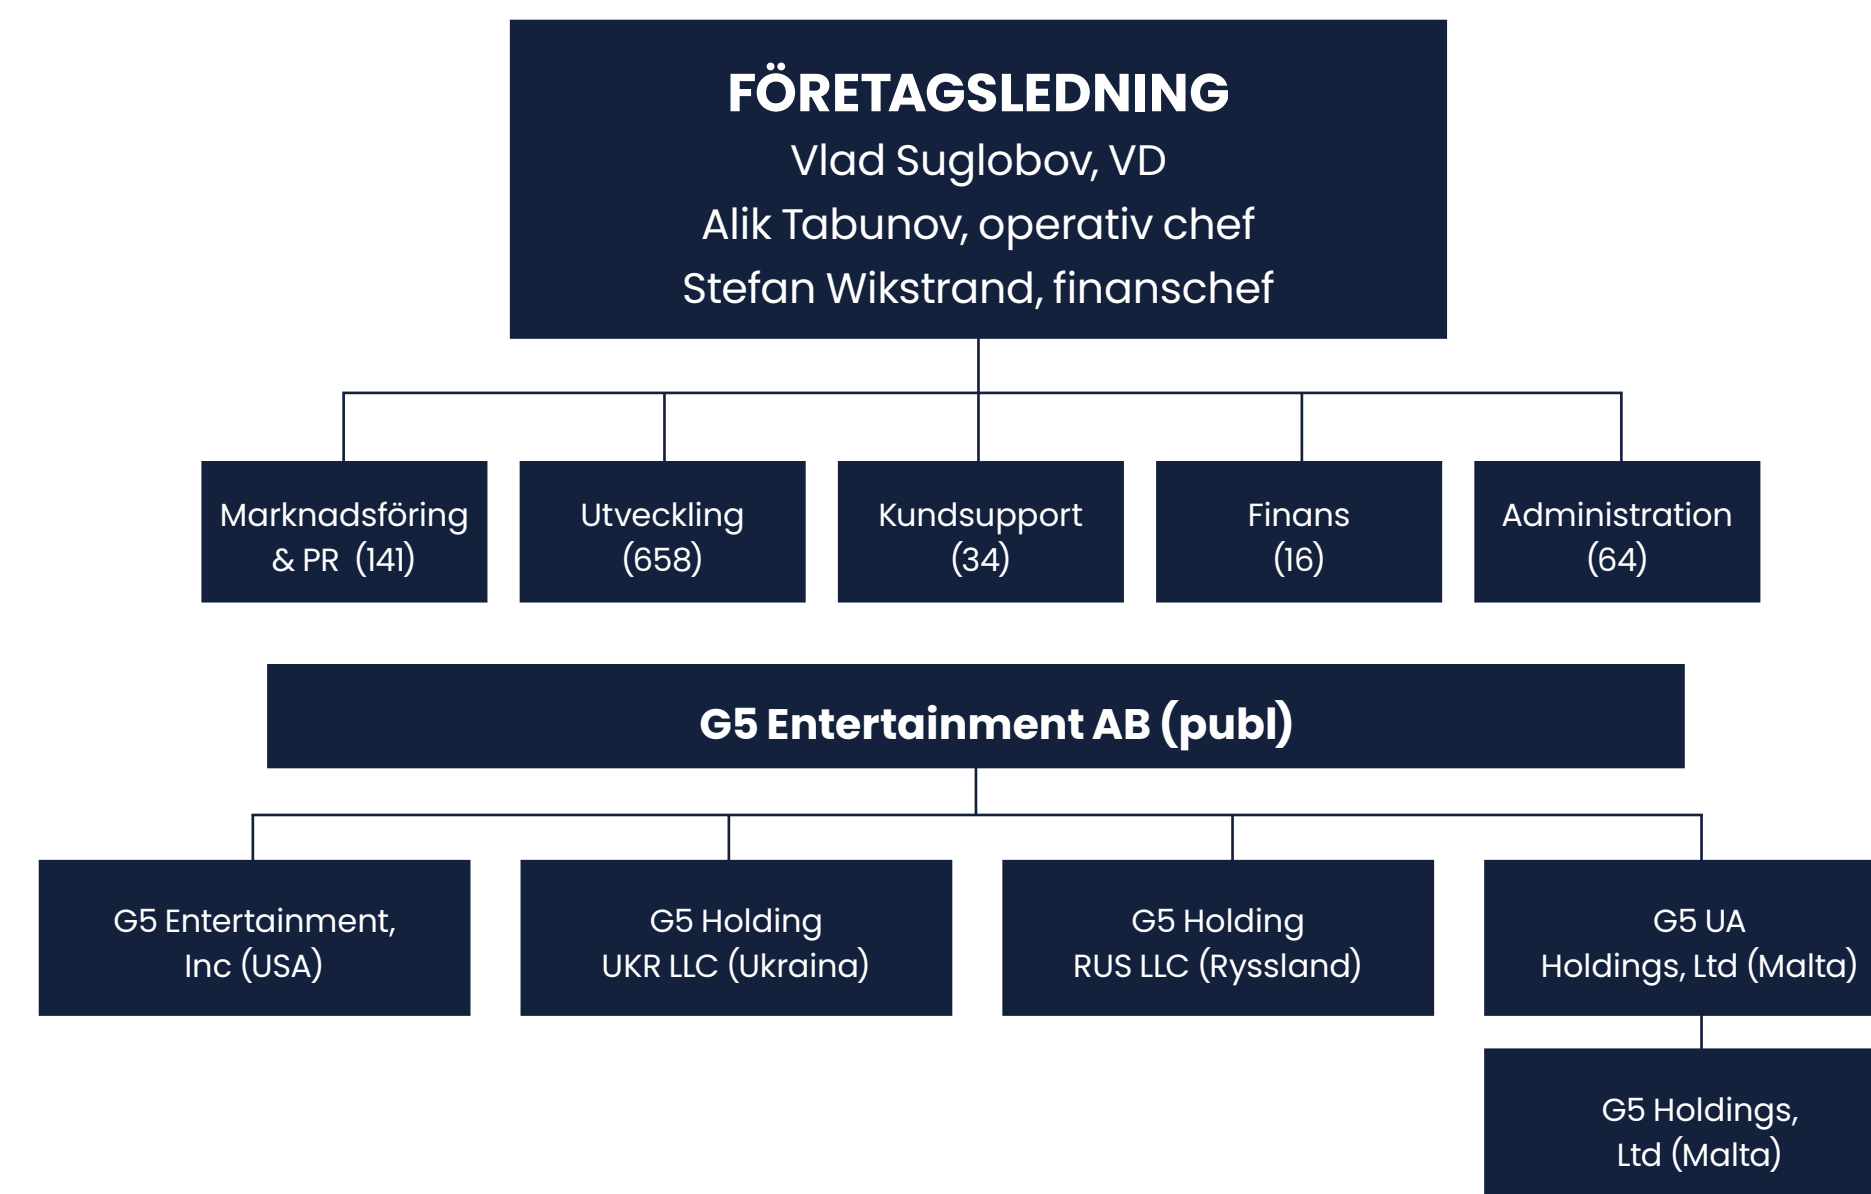 FÖRETAGSLEDNING
Vlad Suglobov, VD
Alik Tabunov, operativ chef
Stefan Wikstrand, finanschef
Marknadsföring
& PR (141)
Utveckling
(658)
Kundsupport
(34)
Finans
(16)
Administration
(64)
G5 Entertainment AB (publ)
G5 Entertainment,
Inc (USA)
G5 Holding
UKR LLC (Ukraina)
G5 Holding
RUS LLC (Ryssland)
G5 UA
Holdings, Ltd (Malta)
G5 Holdings,
Ltd (Malta)